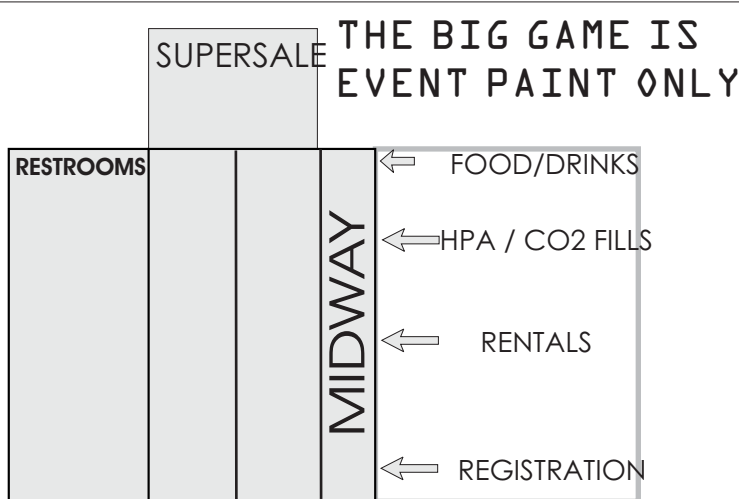 SUPERSALE
THE BIG GAME IS
EVENT PAINT ONLY
RESTROOMS
MIDWAY
FOOD/DRINKS
HPA / CO2 FILLS
RENTALS
REGISTRATION